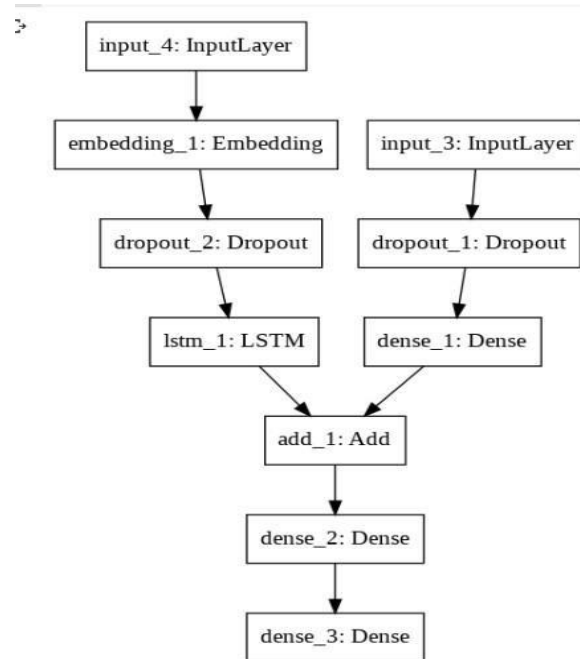 input_4: InputLayer
embedding_1: Embedding
input_3: InputLayer
dropout_2: Dropout
dropout_1: Dropout
lstm_1: LSTM
dense_1: Dense
add_1: Add
dense_2: Dense
dense_3: Dense